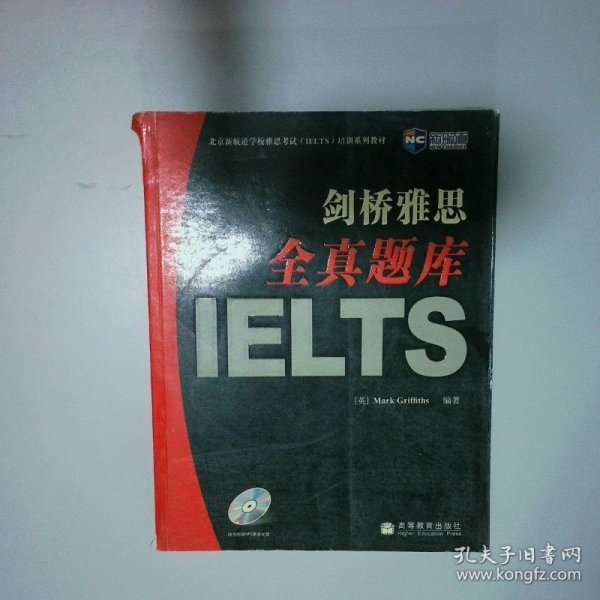 北京新航道学校雅思考试（IELTS）培训系列教材
NC 新航道
NEW CHANNEL
剑桥雅思
全真题库
IELTS
[英] Mark Griffiths 编著
高等教育出版社
Higher Education Press
孔夫子旧书网
www.kongfz.com